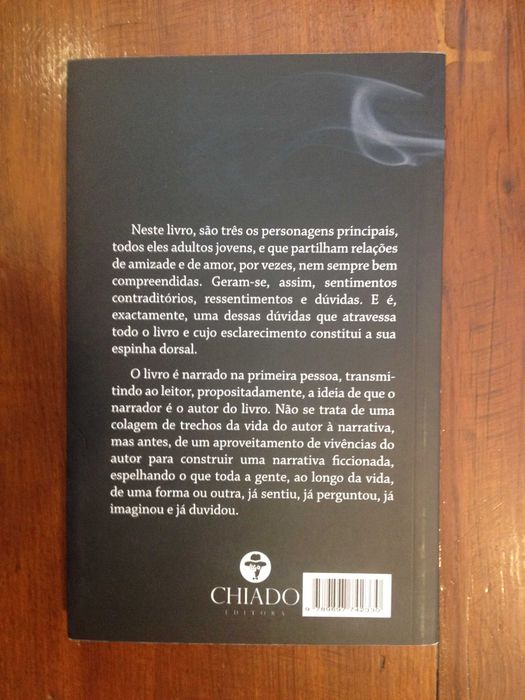 Neste livro, são três os personagens principais,
todos eles adultos jovens, e que partilham relações
de amizade e de amor, por vezes, nem sempre bem
compreendidas. Geram-se, assim, sentimentos
contraditórios, ressentimentos e dúvidas. E é,
exactamente, uma dessas dúvidas que atravessa
todo o livro e cujo esclarecimento constitui a sua
espinha dorsal.
O livro é narrado na primeira pessoa, transmi-
tindo ao leitor, propositadamente, a ideia de que o
narrador é o autor do livro. Não se trata de uma
colagem de trechos da vida do autor à narrativa,
mas antes, de um aproveitamento de vivências do
autor para construir uma narrativa ficcionada,
espelhando o que toda a gente, ao longo da vida,
de uma forma ou outra, já sentiu, já perguntou, já
imaginou e já duvidou.
CHIADO
EDITORA